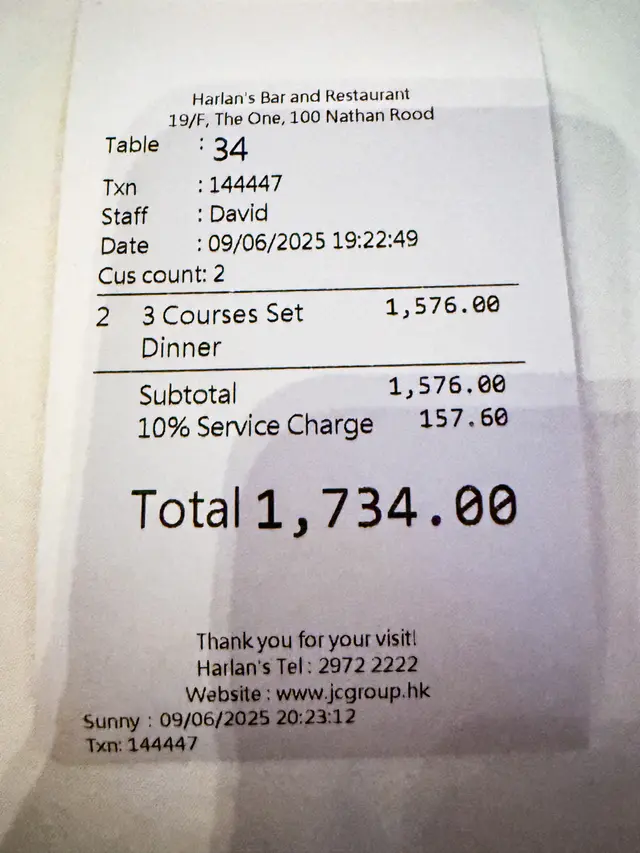 Harlan's Bar and Restaurant
19/F, The One, 100 Nathan Rood
Table : 34
Txn : 144447
Staff : David
Date : 09/06/2025 19:22:49
Cus count: 2
2 3 Courses Set 1,576.00
Dinner
Subtotal 1,576.00
10% Service Charge 157.60
Total 1,734.00
Thank you for your visit!
Harlan's Tel : 2972 2222
Website : www.jcgroup.hk
Sunny : 09/06/2025 20:23:12
Txn: 144447